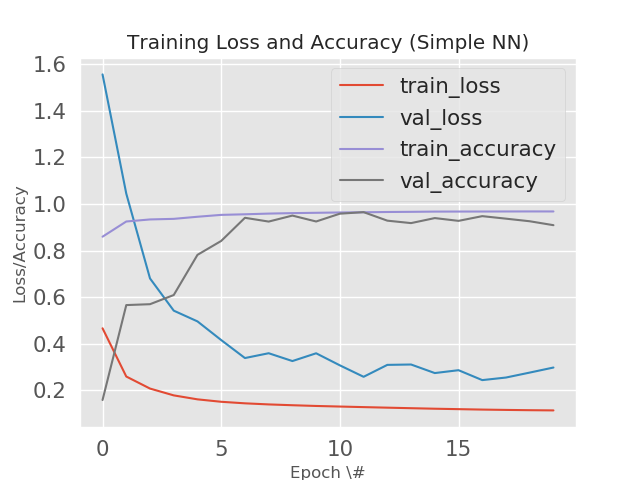 Training Loss and Accuracy (Simple NN)
1.6
1.4
1.2
1.0
0.8
0.6
0.4
0.2
Loss/Accuracy
train_loss
val_loss
train_accuracy
val_accuracy
0 5 10 15
Epoch \#